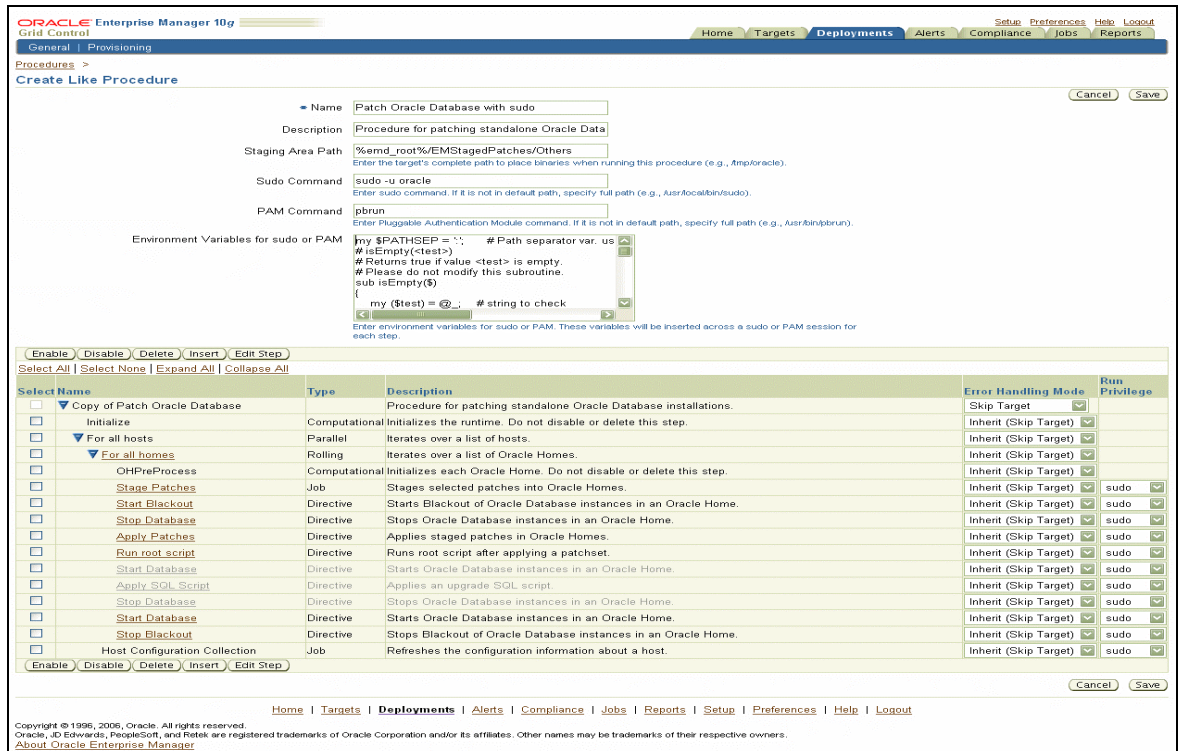 ORACLE Enterprise Manager 10g
Grid Control
Setup Preferences Help Logout
Home Targets Deployments Alerts Compliance Jobs Reports
General | Provisioning
Procedures >
Create Like Procedure
Cancel Save
Name Patch Oracle Database with sudo
Description Procedure for patching standalone Oracle Data
Staging Area Path %emd_root%/EMStagedPatches/Others
Enter the target's complete path to place binaries when running this procedure (e.g., /tmp/oracle).
Sudo Command sudo -u oracle
Enter sudo command. If it is not in default path, specify full path (e.g., /usr/local/bin/sudo).
PAM Command pbrun
Enter Pluggable Authentication Module command. If it is not in default path, specify full path (e.g., /usr/bin/pbrun).
Environment Variables for sudo or PAM my $PATHSEP = ':'; # Path separator var. us
# isEmpty(<test>)
# Returns true if value <test> is empty.
# Please do not modify this subroutine.
sub isEmpty($)
{
my ($test) = @_; # string to check
Enter environment variables for sudo or PAM. These variables will be inserted across a sudo or PAM session for
each step.
Enable Disable Delete Insert Edit Step
Select All | Select None | Expand All | Collapse All
Select Name Type Description Error Handling Mode Run Privilege
Copy of Patch Oracle Database Procedure for patching standalone Oracle Database installations. Skip Target
Initialize Computational Initializes the runtime. Do not disable or delete this step. Inherit (Skip Target)
For all hosts Parallel Iterates over a list of hosts. Inherit (Skip Target)
For all homes Rolling Iterates over a list of Oracle Homes. Inherit (Skip Target)
OHPreProcess Computational Initializes each Oracle Home. Do not disable or delete this step. Inherit (Skip Target)
Stage Patches Job Stages selected patches into Oracle Homes. Inherit (Skip Target) sudo
Start Blackout Directive Starts Blackout of Oracle Database instances in an Oracle Home. Inherit (Skip Target) sudo
Stop Database Directive Stops Oracle Database instances in an Oracle Home. Inherit (Skip Target) sudo
Apply Patches Directive Applies staged patches in Oracle Homes. Inherit (Skip Target) sudo
Run root script Directive Runs root script after applying a patchset. Inherit (Skip Target) sudo
Start Database Directive Starts Oracle Database instances in an Oracle Home. Inherit (Skip Target) sudo
Apply SQL Script Directive Applies an upgrade SQL script. Inherit (Skip Target) sudo
Stop Database Directive Stops Oracle Database instances in an Oracle Home. Inherit (Skip Target) sudo
Start Database Directive Starts Oracle Database instances in an Oracle Home. Inherit (Skip Target) sudo
Stop Blackout Directive Stops Blackout of Oracle Database instances in an Oracle Home. Inherit (Skip Target) sudo
Host Configuration Collection Job Refreshes the configuration information about a host. Inherit (Skip Target) sudo
Enable Disable Delete Insert Edit Step
Cancel Save
Home | Targets | Deployments | Alerts | Compliance | Jobs | Reports | Setup | Preferences | Help | Logout
Copyright © 1996, 2006, Oracle. All rights reserved.
Oracle, JD Edwards, PeopleSoft, and Retek are registered trademarks of Oracle Corporation and/or its affiliates. Other names may be trademarks of their respective owners.
About Oracle Enterprise Manager